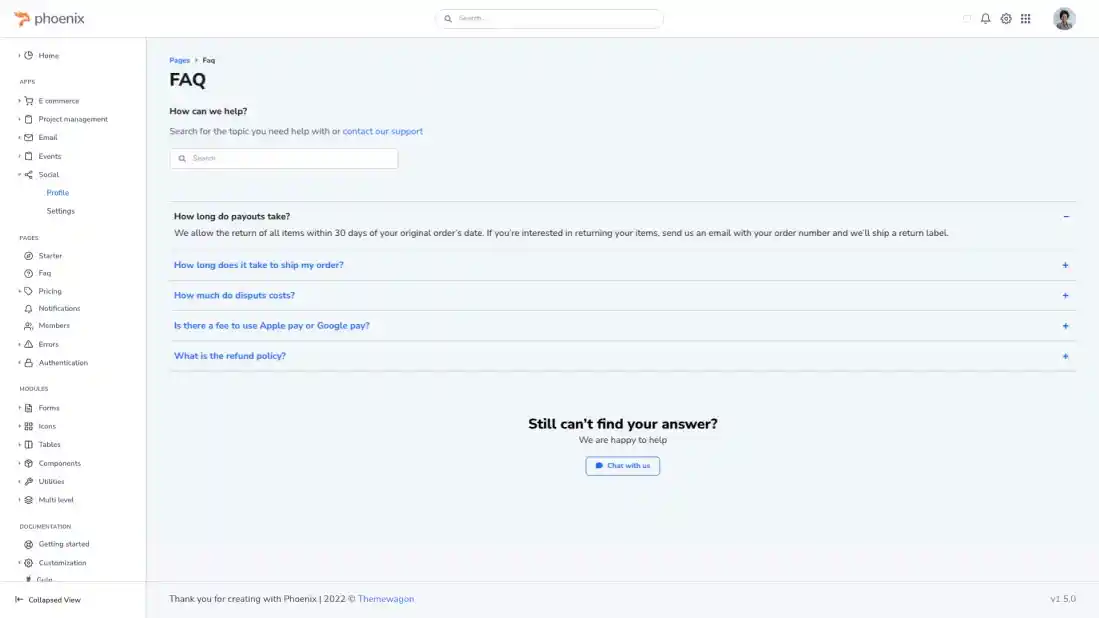 phoenix
Search...
Home
APPS
E commerce
Project management
Email
Events
Social
Profile
Settings
PAGES
Starter
Faq
Pricing
Notifications
Members
Errors
Authentication
MODULES
Forms
Icons
Tables
Components
Utilities
Multi level
DOCUMENTATION
Getting started
Customization
Gulp
Collapsed View
Pages > Faq
FAQ
How can we help?
Search for the topic you need help with or contact our support
Search
How long do payouts take?
We allow the return of all items within 30 days of your original order's date. If you're interested in returning your items, send us an email with your order number and we'll ship a return label.
How long does it take to ship my order?
How much do disputs costs?
Is there a fee to use Apple pay or Google pay?
What is the refund policy?
Still can't find your answer?
We are happy to help
Chat with us
Thank you for creating with Phoenix | 2022 © Themewagon
v1.5.0